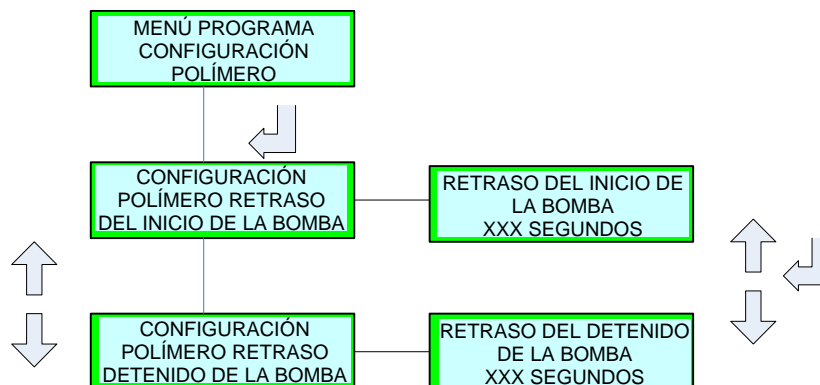 MENÚ PROGRAMA
CONFIGURACIÓN
POLÍMERO
CONFIGURACIÓN
POLÍMERO RETRASO
DEL INICIO DE LA BOMBA
RETRASO DEL INICIO DE
LA BOMBA
XXX SEGUNDOS
CONFIGURACIÓN
POLÍMERO RETRASO
DETENIDO DE LA BOMBA
RETRASO DEL DETENIDO
DE LA BOMBA
XXX SEGUNDOS